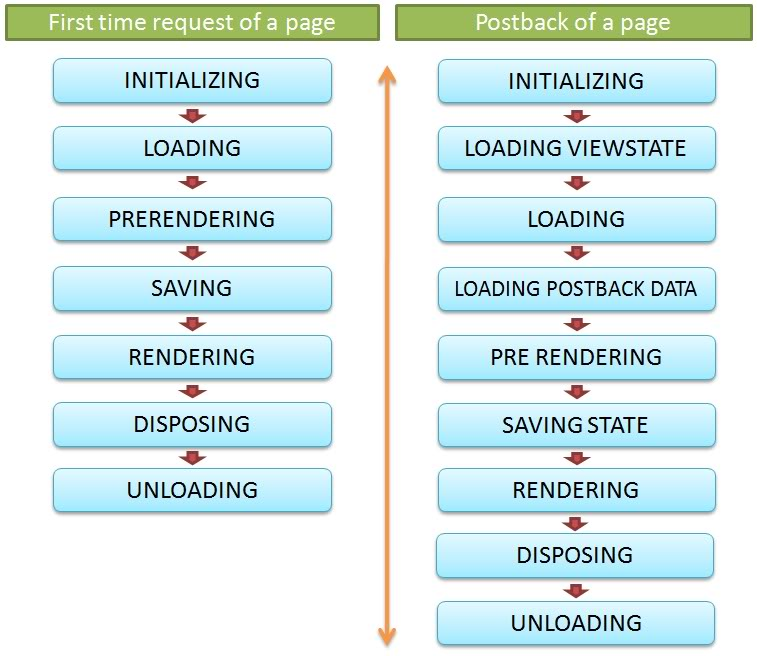 First time request of a page
INITIALIZING
LOADING
PRERENDERING
SAVING
RENDERING
DISPOSING
UNLOADING
Postback of a page
INITIALIZING
LOADING VIEWSTATE
LOADING
LOADING POSTBACK DATA
PRE RENDERING
SAVING STATE
RENDERING
DISPOSING
UNLOADING